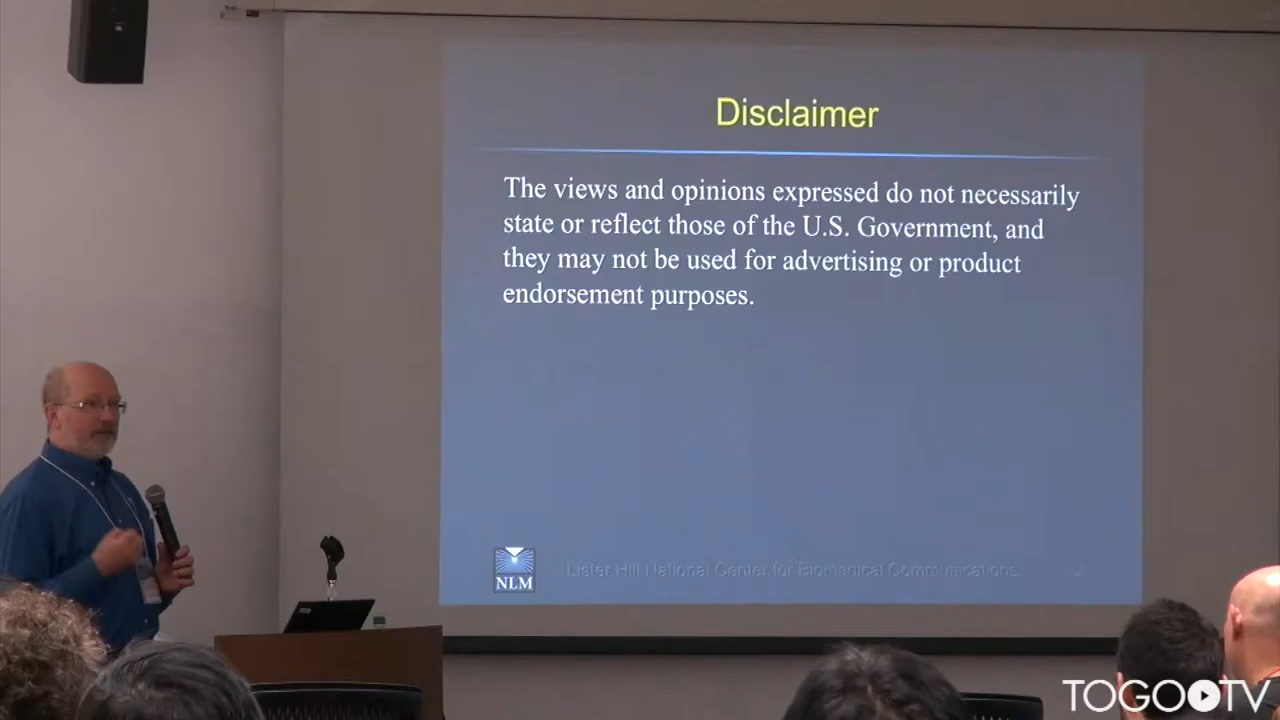 Disclaimer
The views and opinions expressed do not necessarily
state or reflect those of the U.S. Government, and
they may not be used for advertising or product
endorsement purposes.
NLM
Lister Hill National Center for Biomedical Communications
TOGOTV